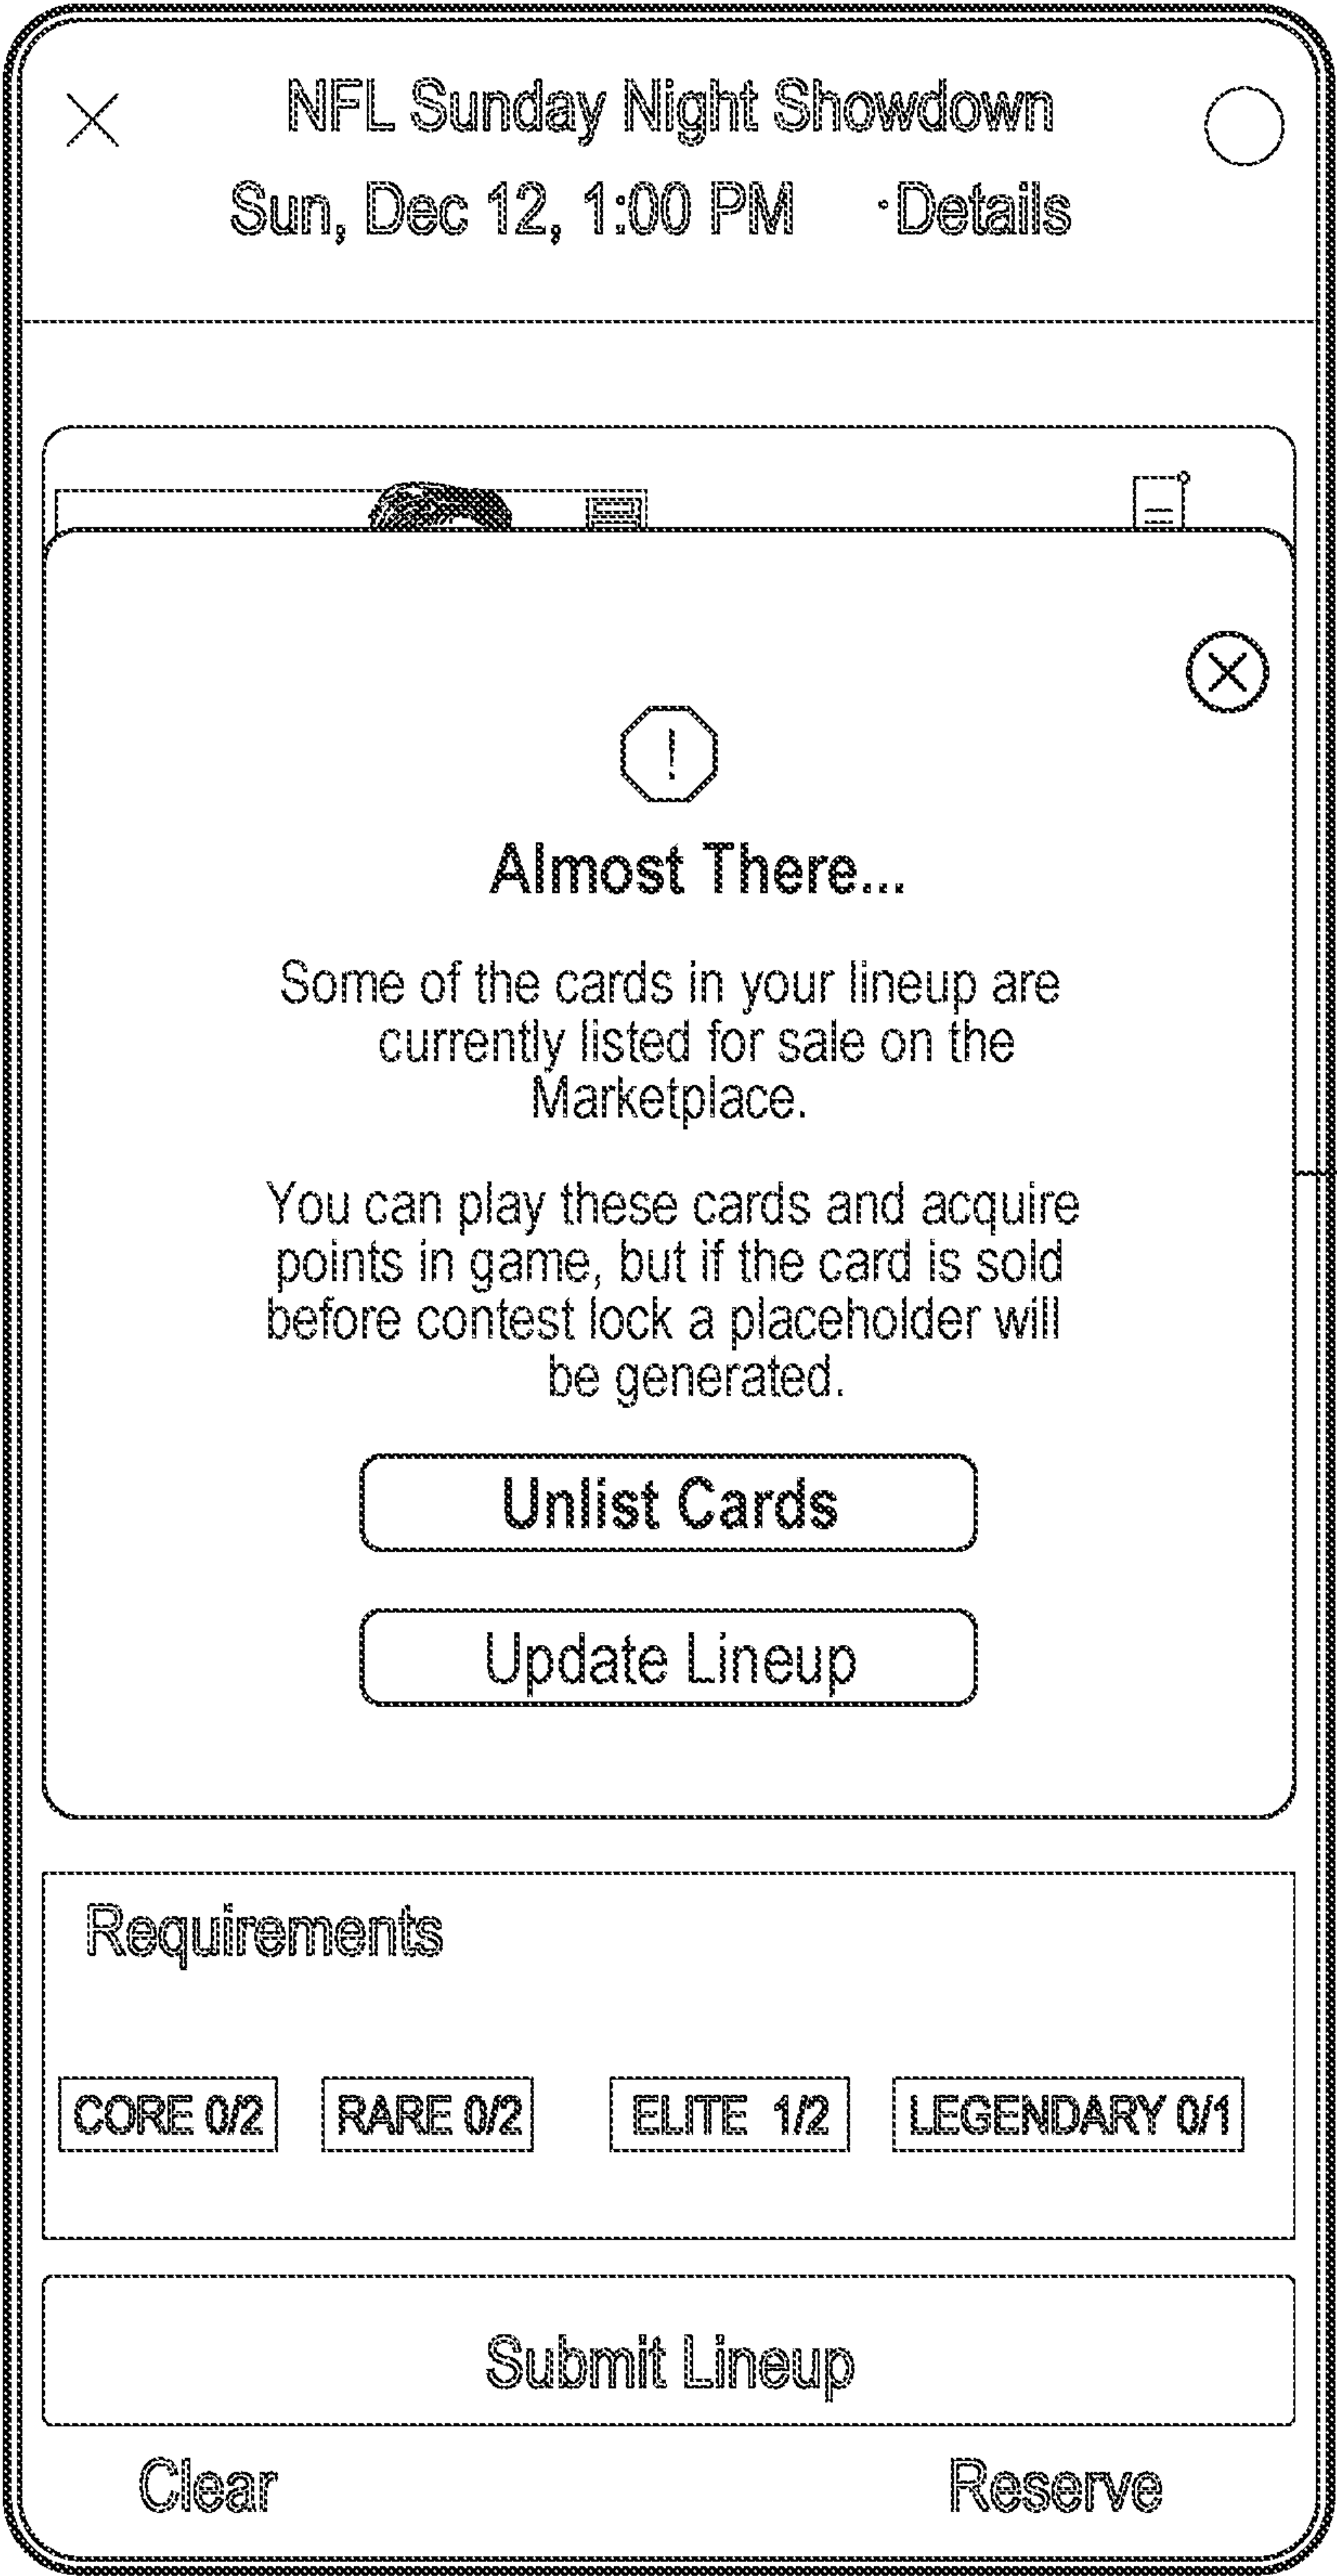 NFL Sunday Night Showdown
Sun, Dec 12, 1:00 PM •Details
!
Almost There...
Some of the cards in your lineup are
currently listed for sale on the
Marketplace.
You can play these cards and acquire
points in game, but if the card is sold
before contest lock a placeholder will
be generated.
Unlist Cards
Update Lineup
Requirements
CORE 0/2 RARE 0/2 ELITE 1/2 LEGENDARY 0/1
Submit Lineup
Clear Reserve